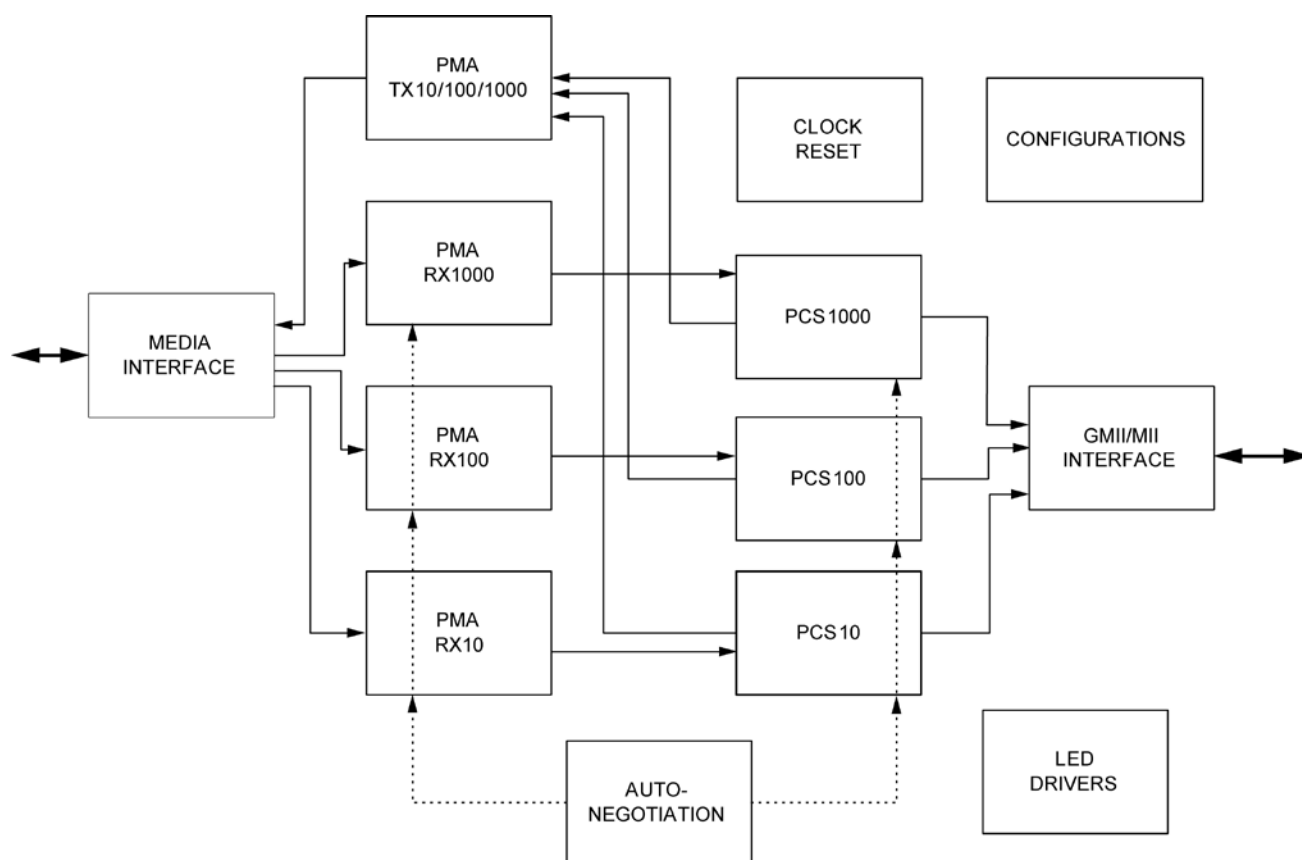 PMA
TX10/100/1000
CLOCK
RESET
CONFIGURATIONS
PMA
RX1000
MEDIA
INTERFACE
PCS1000
PMA
RX100
PCS100
GMII/MII
INTERFACE
PMA
RX10
PCS10
AUTO-
NEGOTIATION
LED
DRIVERS